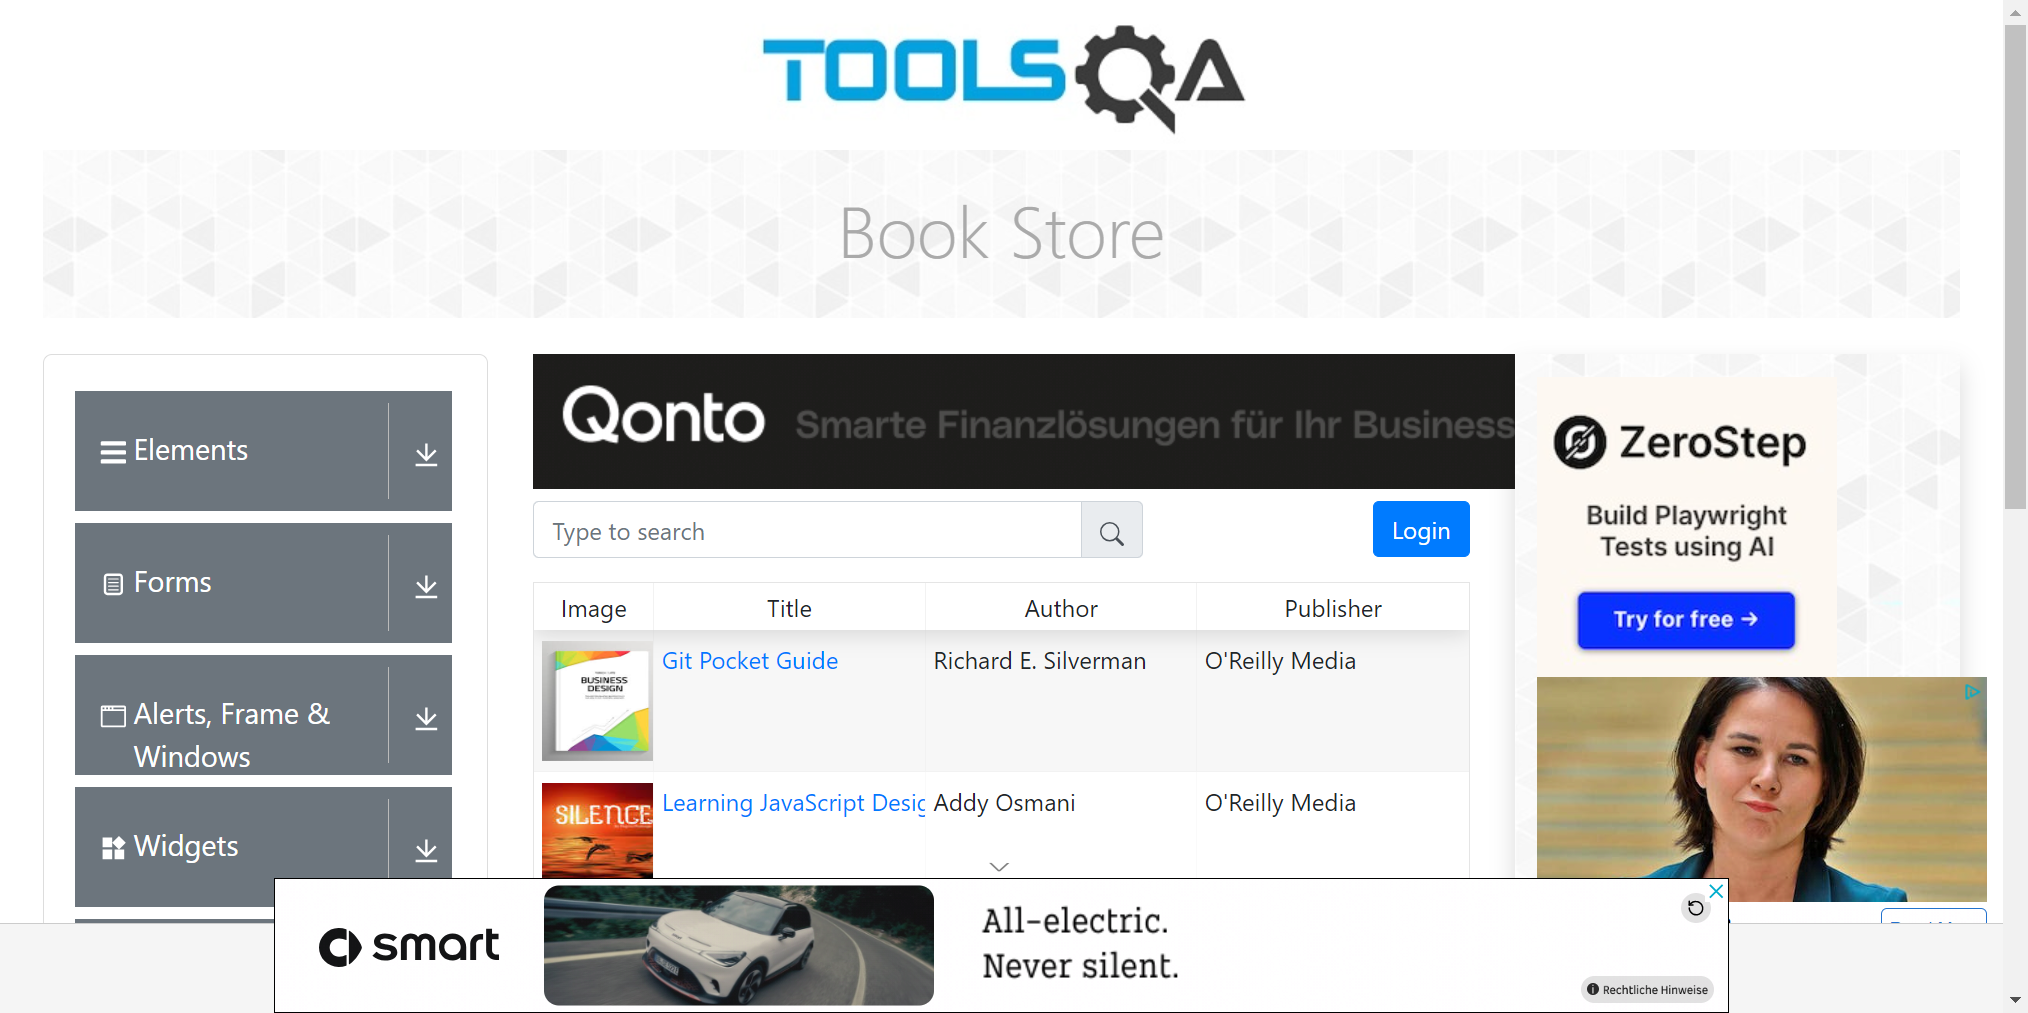 TOOLSQA
Book Store
Elements
Forms
Alerts, Frame &
Windows
Widgets
Qonto Smarte Finanzlösungen für Ihr Business
Type to search
Login
Image Title Author Publisher
BUSINESS
DESIGN
Git Pocket Guide Richard E. Silverman O'Reilly Media
SILENCE
Learning JavaScript Desig Addy Osmani O'Reilly Media
ZeroStep
Build Playwright
Tests using AI
Try for free →
smart
All-electric.
Never silent.
Rechtliche Hinweise